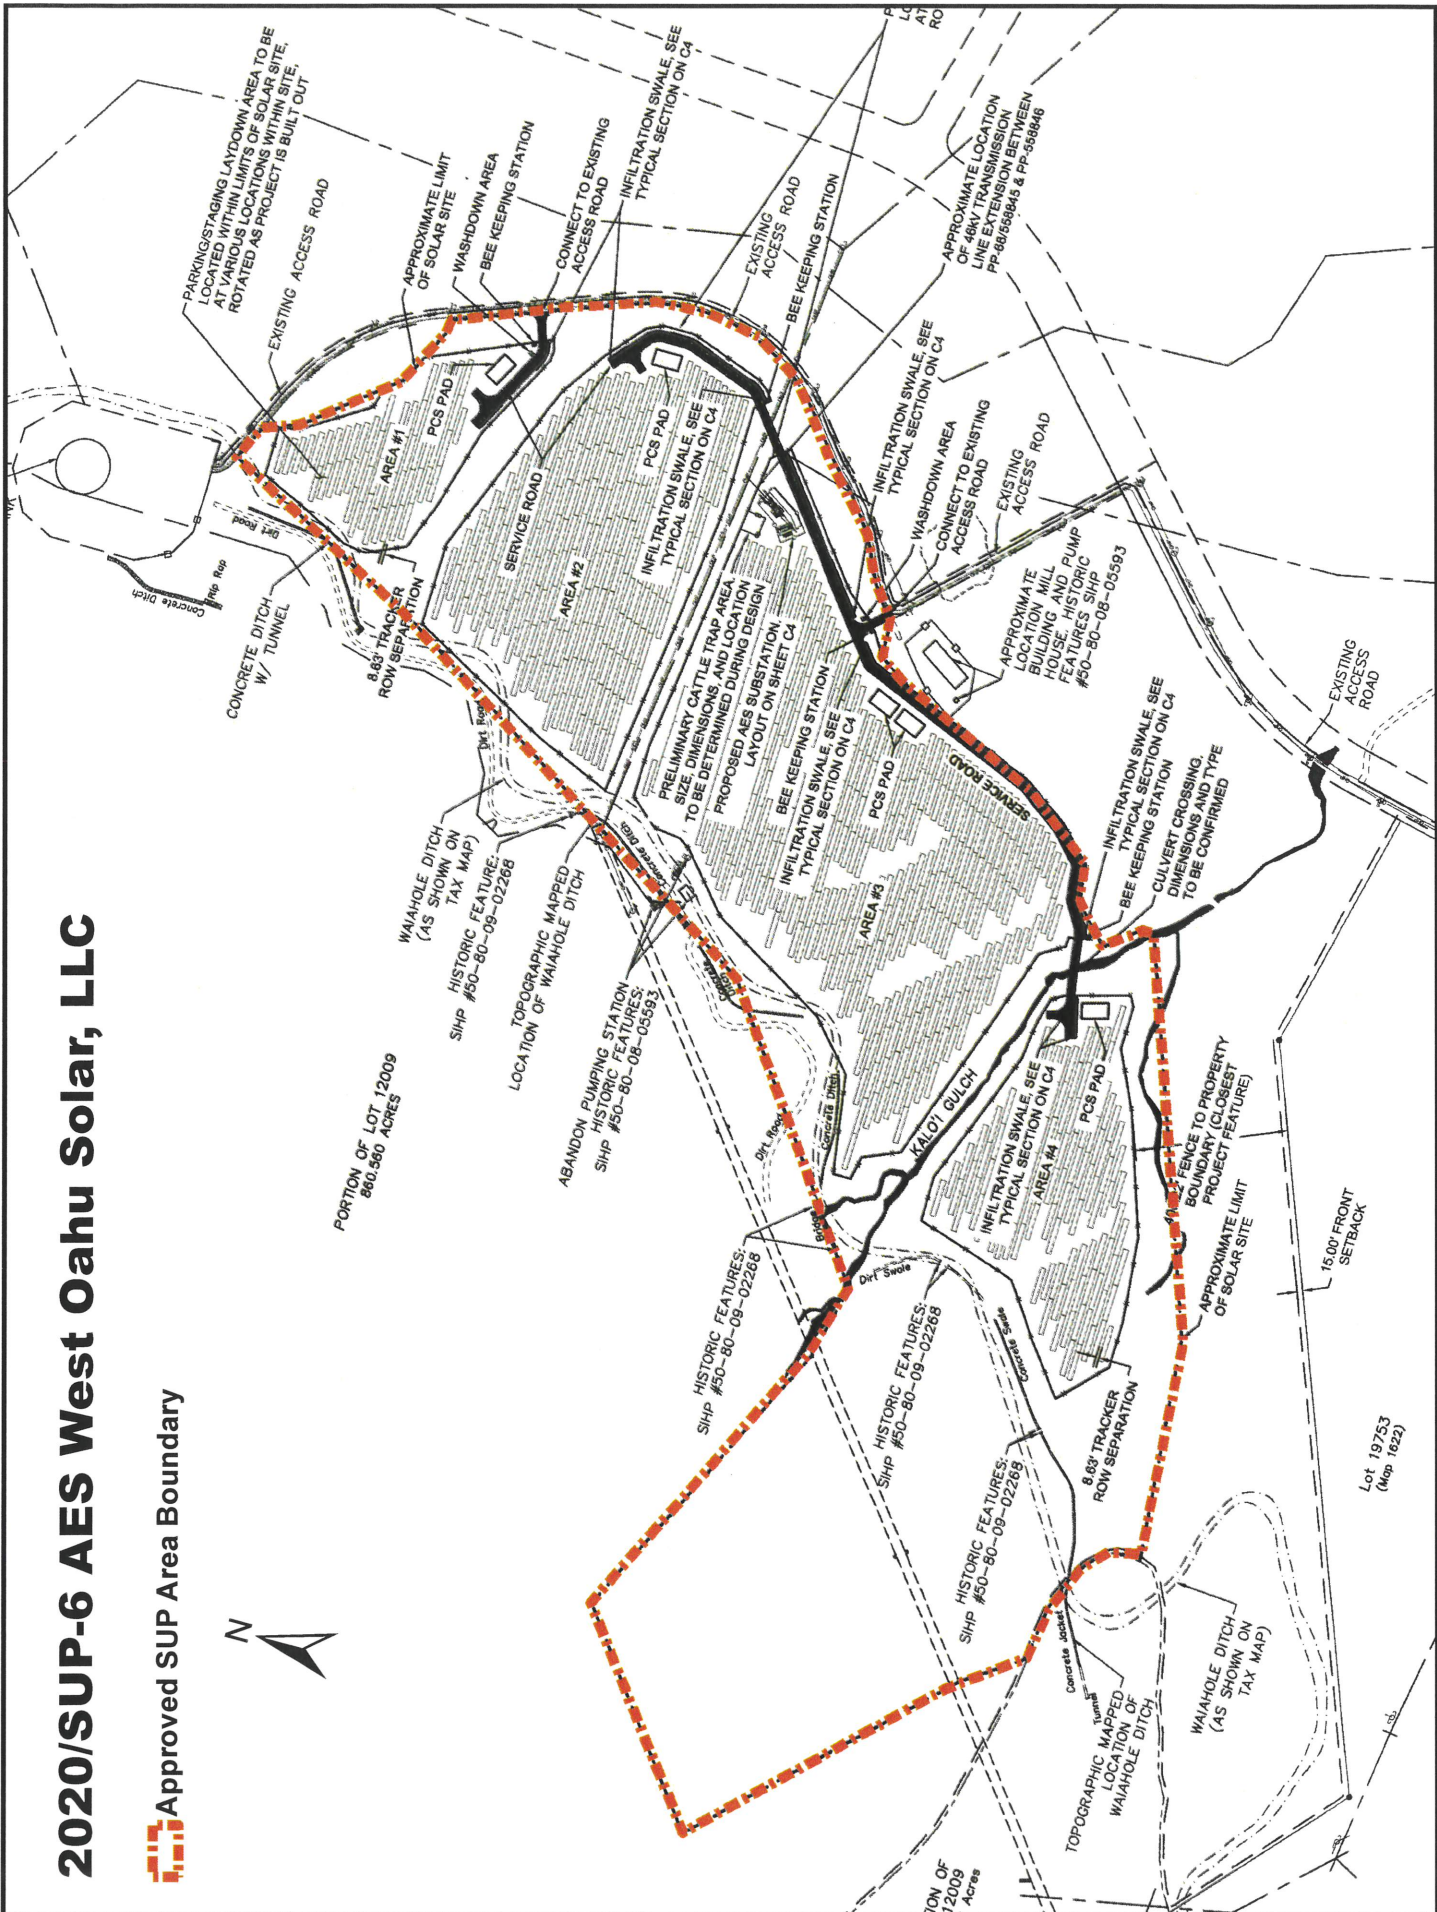 2020/SUP-6 AES West Oahu Solar, LLC
Approved SUP Area Boundary
N
PORTION OF LOT 12009
860.560 ACRES
PARKING/STAGING LAYDOWN AREA TO BE
LOCATED WITHIN LIMITS OF SOLAR SITE,
AT VARIOUS LOCATIONS WITHIN SITE,
ROTATED AS PROJECT IS BUILT OUT
EXISTING ACCESS ROAD
APPROXIMATE LIMIT
OF SOLAR SITE
WASHDOWN AREA
BEE KEEPING STATION
CONNECT TO EXISTING
ACCESS ROAD
INFILTRATION SWALE, SEE
TYPICAL SECTION ON C4
EXISTING
ACCESS ROAD
BEE KEEPING STATION
APPROXIMATE LOCATION
OF 46kV TRANSMISSION
LINE EXTENSION BETWEEN
PP-66/558845 & PP-558846
Concrete Ditch
Rip Rap
Dirt Road
CONCRETE DITCH
W/ TUNNEL
8.63' TRACKER
ROW SEPARATION
AREA #1
PCS PAD
SERVICE ROAD
AREA #2
PCS PAD
INFILTRATION SWALE, SEE
TYPICAL SECTION ON C4
PRELIMINARY CATTLE TRAP AREA.
SIZE, DIMENSIONS, AND LOCATION
TO BE DETERMINED DURING DESIGN
PROPOSED AES SUBSTATION,
LAYOUT ON SHEET C4
BEE KEEPING STATION
INFILTRATION SWALE, SEE
TYPICAL SECTION ON C4
PCS PAD
SERVICE ROAD
AREA #3
INFILTRATION SWALE, SEE
TYPICAL SECTION ON C4
WASHDOWN AREA
CONNECT TO EXISTING
ACCESS ROAD
EXISTING
ACCESS ROAD
APPROXIMATE
LOCATION MILL
BUILDING AND PUMP
HOUSE, HISTORIC
FEATURES SIHP
#50-80-08-05593
EXISTING
ACCESS
ROAD
INFILTRATION SWALE, SEE
TYPICAL SECTION ON C4
BEE KEEPING STATION
CULVERT CROSSING,
DIMENSIONS AND TYPE
TO BE CONFIRMED
Dirt Road
WAIAHOLE DITCH
(AS SHOWN ON
TAX MAP)
HISTORIC FEATURE:
SIHP #50-80-09-02268
TOPOGRAPHIC MAPPED
LOCATION OF WAIAHOLE DITCH
ABANDON PUMPING STATION
HISTORIC FEATURES:
SIHP #50-80-08-05593
Concrete Ditch
Concrete
Ditch
Dirt Road
Concrete Ditch
Bridge
KALO'I GULCH
HISTORIC FEATURES:
SIHP #50-80-09-02268
Dirt Swale
HISTORIC FEATURES:
SIHP #50-80-09-02268
Concrete Swale
INFILTRATION SWALE, SEE
TYPICAL SECTION ON C4
AREA #4
PCS PAD
FENCE TO PROPERTY
BOUNDARY (CLOSEST
PROJECT FEATURE)
APPROXIMATE LIMIT
OF SOLAR SITE
15.00' FRONT
SETBACK
8.63' TRACKER
ROW SEPARATION
HISTORIC FEATURES:
SIHP #50-80-09-02268
Concrete Jacket
Tunnel
TOPOGRAPHIC MAPPED
LOCATION OF
WAIAHOLE DITCH
WAIAHOLE DITCH
(AS SHOWN ON
TAX MAP)
Lot 19753
(Map 1622)
12009
Acres